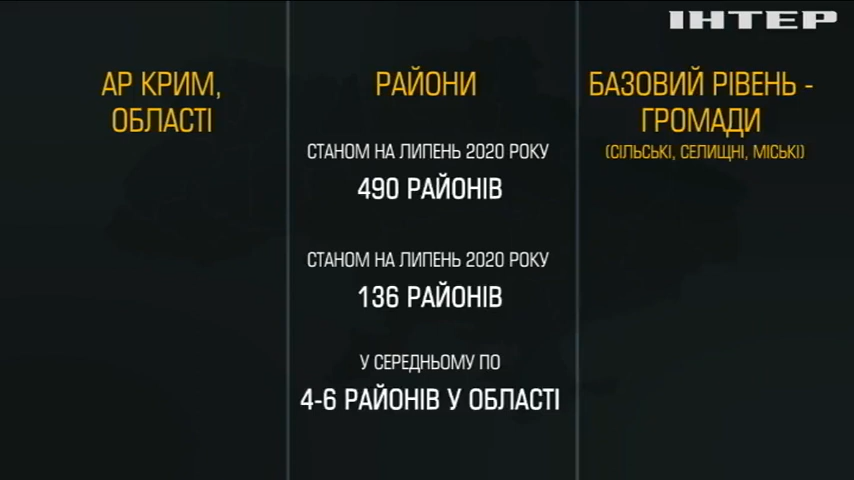 ІНТЕР
АР КРИМ,
ОБЛАСТІ
РАЙОНИ
СТАНОМ НА ЛИПЕНЬ 2020 РОКУ
490 РАЙОНІВ
СТАНОМ НА ЛИПЕНЬ 2020 РОКУ
136 РАЙОНІВ
У СЕРЕДНЬОМУ ПО
4-6 РАЙОНІВ У ОБЛАСТІ
БАЗОВИЙ РІВЕНЬ -
ГРОМАДИ
(СІЛЬСЬКІ, СЕЛИЩНІ, МІСЬКІ)